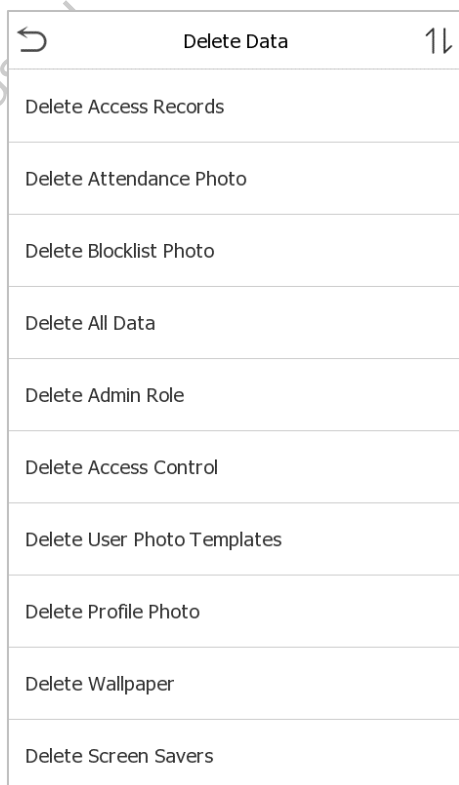 Delete Data
Delete Access Records
Delete Attendance Photo
Delete Blocklist Photo
Delete All Data
Delete Admin Role
Delete Access Control
Delete User Photo Templates
Delete Profile Photo
Delete Wallpaper
Delete Screen Savers